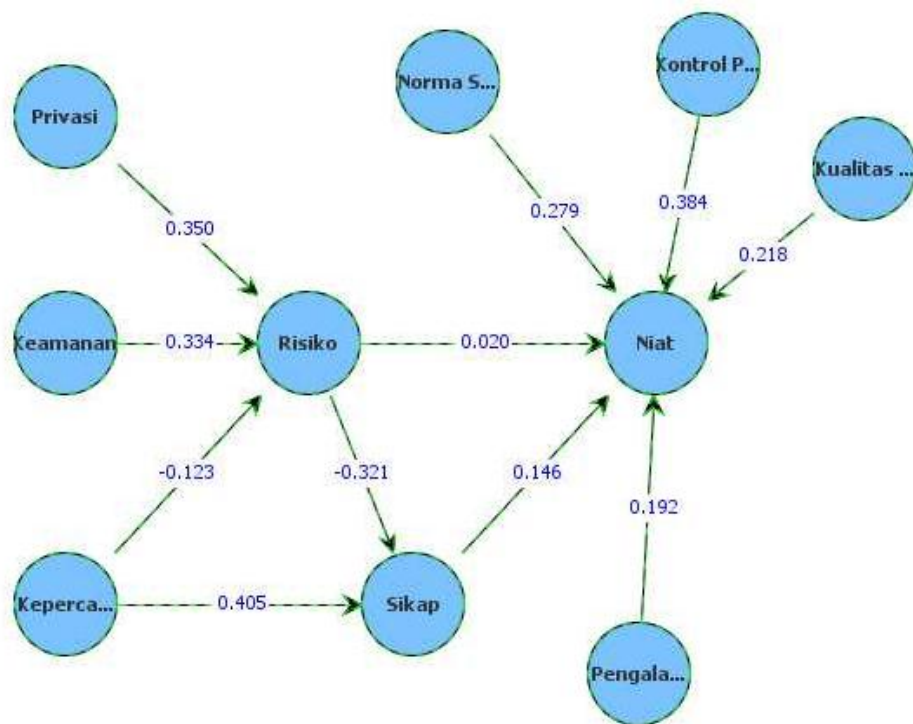 Norma S...
Kontrol P...
Privasi
Kualitas ...
0.350
0.279
0.384
0.218
Keamanan
0.334
Risiko
0.020
Niat
-0.123
-0.321
0.146
0.192
Keperca...
0.405
Sikap
Pengala...